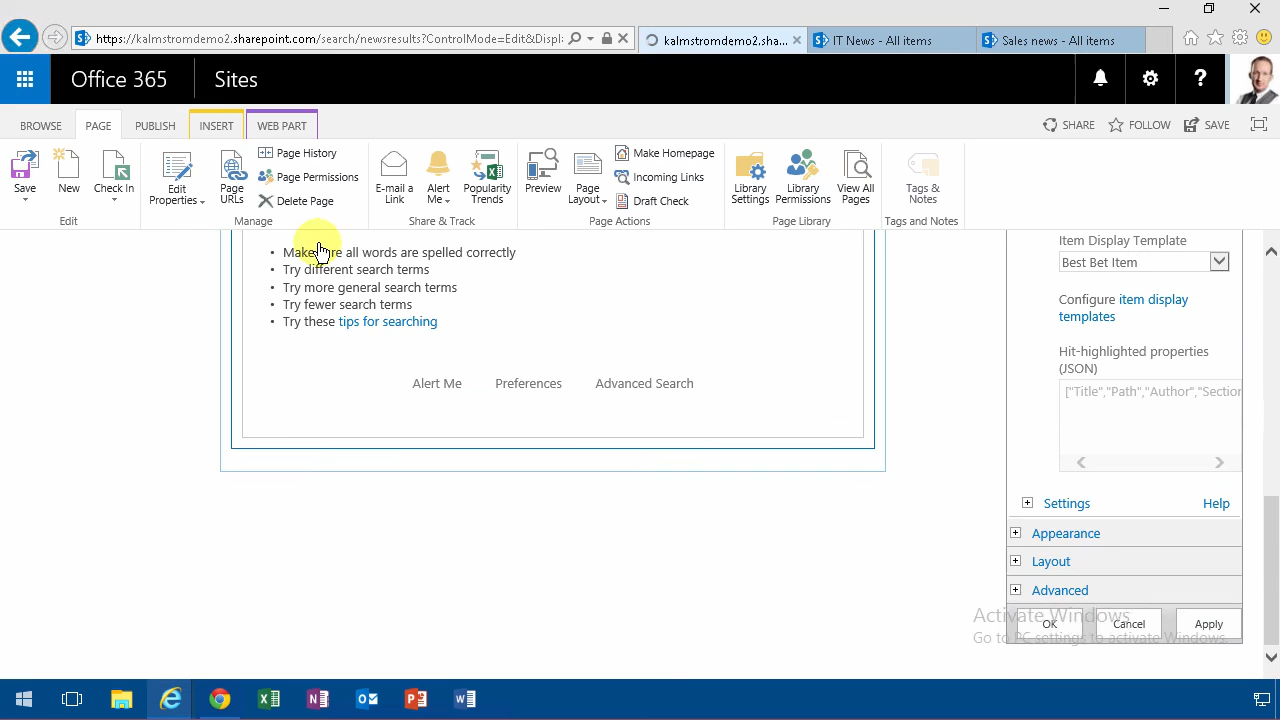 https://kalmstromdemo2.sharepoint.com/search/newsresults?ControlMode=Edit&Displ
kalmstromdemo2.sha...
IT News - All items
Sales news - All items
Office 365
Sites
?
BROWSE
PAGE
PUBLISH
INSERT
WEB PART
SHARE
FOLLOW
SAVE
Save
New
Check In
Edit
Edit Properties
Page URLs
Page History
Page Permissions
Delete Page
Manage
E-mail a Link
Alert Me
Popularity Trends
Share & Track
Preview
Page Layout
Make Homepage
Incoming Links
Draft Check
Page Actions
Library Settings
Library Permissions
View All Pages
Page Library
Tags & Notes
Tags and Notes
• Make re all words are spelled correctly
• Try different search terms
• Try more general search terms
• Try fewer search terms
• Try these tips for searching
Alert Me
Preferences
Advanced Search
Item Display Template
Best Bet Item
Configure item display
templates
Hit-highlighted properties
(JSON)
["Title","Path","Author","Section
Settings
Help
Appearance
Layout
Advanced
OK
Cancel
Apply
Activate Windows
Go to PC settings to activate Windows.